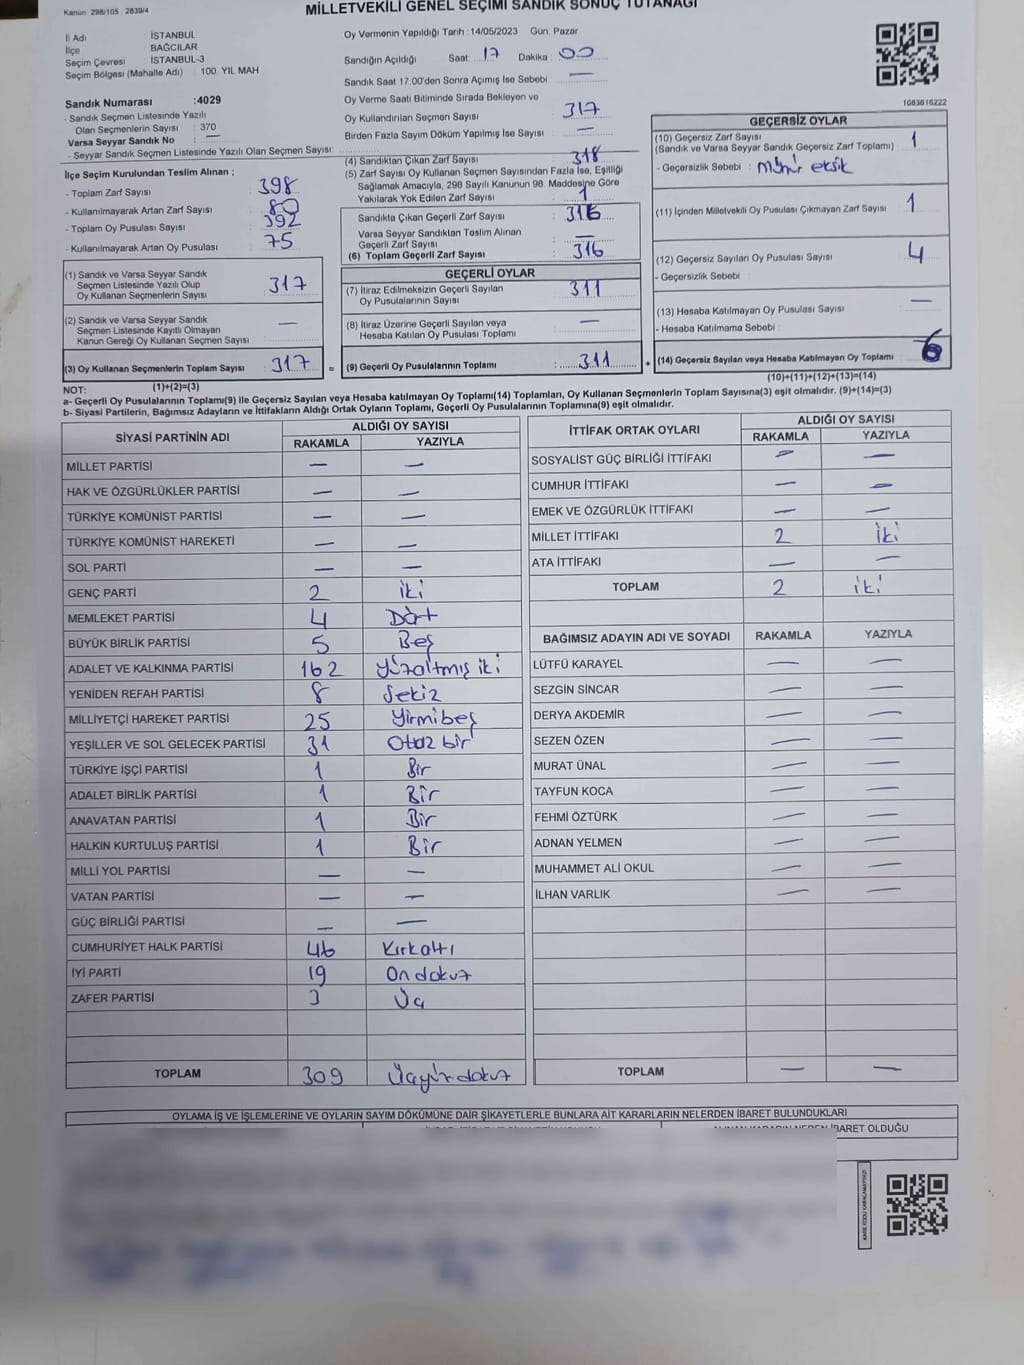 Kanun: 298/105 : 2839/4
MİLLETVEKİLİ GENEL SEÇİMİ SANDIK SONUÇ TUTANAĞI
İl Adı : İSTANBUL
İlçe : BAĞCILAR
Seçim Çevresi : İSTANBUL-3
Seçim Bölgesi (Mahalle Adı) : 100. YIL MAH
Sandık Numarası :4029
- Sandık Seçmen Listesinde Yazılı
Olan Seçmenlerin Sayısı : 370
Varsa Seyyar Sandık No : —
- Seyyar Sandık Seçmen Listesinde Yazılı Olan Seçmen Sayısı:
İlçe Seçim Kurulundan Teslim Alınan ;
- Toplam Zarf Sayısı : 398
- Kullanılmayarak Artan Zarf Sayısı : 80
- Toplam Oy Pusulası Sayısı : 392
- Kullanılmayarak Artan Oy Pusulası : 75
(1) Sandık ve Varsa Seyyar Sandık
Seçmen Listesinde Yazılı Olup
Oy Kullanan Seçmenlerin Sayısı : 317
(2) Sandık ve Varsa Seyyar Sandık
Seçmen Listesinde Kayıtlı Olmayan
Kanun Gereği Oy Kullanan Seçmen Sayısı : —
(3) Oy Kullanan Seçmenlerin Toplam Sayısı : 317
Oy Vermenin Yapıldığı Tarih :14/05/2023 Gün: Pazar
Sandığın Açıldığı Saat: 17 Dakika: 00
Sandık Saat 17.00'den Sonra Açımış İse Sebebi : —
Oy Verme Saati Bitiminde Sırada Bekleyen ve
Oy Kullandırılan Seçmen Sayısı : 317
Birden Fazla Sayım Döküm Yapılmış İse Sayısı : —
(4) Sandıktan Çıkan Zarf Sayısı : 318
(5) Zarf Sayısı Oy Kullanan Seçmen Sayısından Fazla İse, Eşitliği
Sağlamak Amacıyla, 298 Sayılı Kanunun 98. Maddesine Göre
Yakılarak Yok Edilen Zarf Sayısı : 1
Sandıkta Çıkan Geçerli Zarf Sayısı : 316
Varsa Seyyar Sandıktan Teslim Alınan
Geçerli Zarf Sayısı : —
(6) Toplam Geçerli Zarf Sayısı : 316
GEÇERLİ OYLAR
(7) İtiraz Edilmeksizin Geçerli Sayılan
Oy Pusulalarının Sayısı : 311
(8) İtiraz Üzerine Geçerli Sayılan veya
Hesaba Katılan Oy Pusulası Toplamı : —
= (9) Geçerli Oy Pusulalarının Toplamı : 311 +
1083816222
GEÇERSİZ OYLAR
(10) Geçersiz Zarf Sayısı
(Sandık ve Varsa Seyyar Sandık Geçersiz Zarf Toplamı) : 1
- Geçersizlik Sebebi : mühür eksik
(11) İçinden Milletvekili Oy Pusulası Çıkmayan Zarf Sayısı : 1
(12) Geçersiz Sayılan Oy Pusulası Sayısı : 4
- Geçersizlik Sebebi :
(13) Hesaba Katılmayan Oy Pusulası Sayısı : —
- Hesaba Katılmama Sebebi :
(14) Geçersiz Sayılan veya Hesaba Katılmayan Oy Toplamı : 6
NOT: (1)+(2)=(3) (10)+(11)+(12)+(13)=(14)
a- Geçerli Oy Pusulalarının Toplamı(9) ile Geçersiz Sayılan veya Hesaba katılmayan Oy Toplamı(14) Toplamları, Oy Kullanan Seçmenlerin Toplam Sayısına(3) eşit olmalıdır. (9)+(14)=(3)
b- Siyasi Partilerin, Bağımsız Adayların ve İttifakların Aldığı Ortak Oyların Toplamı, Geçerli Oy Pusulalarının Toplamına(9) eşit olmalıdır.
SİYASİ PARTİNİN ADI ALDIĞI OY SAYISI
RAKAMLA YAZIYLA
MİLLET PARTİSİ — —
HAK VE ÖZGÜRLÜKLER PARTİSİ — —
TÜRKİYE KOMÜNİST PARTİSİ — —
TÜRKİYE KOMÜNİST HAREKETİ — —
SOL PARTİ — —
GENÇ PARTİ 2 iki
MEMLEKET PARTİSİ 4 Dört
BÜYÜK BİRLİK PARTİSİ 5 Beş
ADALET VE KALKINMA PARTİSİ 162 Yüzaltmış iki
YENİDEN REFAH PARTİSİ 8 Sekiz
MİLLİYETÇİ HAREKET PARTİSİ 25 Yirmibeş
YEŞİLLER VE SOL GELECEK PARTİSİ 31 Otuz bir
TÜRKİYE İŞÇİ PARTİSİ 1 Bir
ADALET BİRLİK PARTİSİ 1 Bir
ANAVATAN PARTİSİ 1 Bir
HALKIN KURTULUŞ PARTİSİ 1 Bir
MİLLİ YOL PARTİSİ — —
VATAN PARTİSİ — —
GÜÇ BİRLİĞİ PARTİSİ — —
CUMHURİYET HALK PARTİSİ 46 Kırkaltı
İYİ PARTİ 19 On dokuz
ZAFER PARTİSİ 3 Üç
TOPLAM 309 Üçyüz dokuz
İTTİFAK ORTAK OYLARI ALDIĞI OY SAYISI
RAKAMLA YAZIYLA
SOSYALİST GÜÇ BİRLİĞİ İTTİFAKI — —
CUMHUR İTTİFAKI — —
EMEK VE ÖZGÜRLÜK İTTİFAKI — —
MİLLET İTTİFAKI 2 iki
ATA İTTİFAKI — —
TOPLAM 2 iki
BAĞIMSIZ ADAYIN ADI VE SOYADI RAKAMLA YAZIYLA
LÜTFÜ KARAYEL — —
SEZGİN SİNCAR — —
DERYA AKDEMİR — —
SEZEN ÖZEN — —
MURAT ÜNAL — —
TAYFUN KOCA — —
FEHMİ ÖZTÜRK — —
ADNAN YELMEN — —
MUHAMMET ALİ OKUL — —
İLHAN VARLIK — —
TOPLAM — —
OYLAMA İŞ VE İŞLEMLERİNE VE OYLARIN SAYIM DÖKÜMÜNE DAİR ŞİKAYETLERLE BUNLARA AİT KARARLARIN NELERDEN İBARET BULUNDUKLARI
İBARET OLDUĞU
KARE KODU KARALAMAYINIZ!